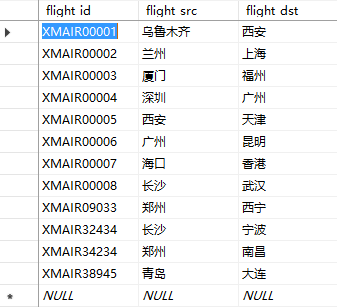 flight id flight src flight dst
XMAIR00001 乌鲁木齐 西安
XMAIR00002 兰州 上海
XMAIR00003 厦门 福州
XMAIR00004 深圳 广州
XMAIR00005 西安 天津
XMAIR00006 广州 昆明
XMAIR00007 海口 香港
XMAIR00008 长沙 武汉
XMAIR09033 郑州 西宁
XMAIR32434 长沙 宁波
XMAIR34234 郑州 南昌
XMAIR38945 青岛 大连
NULL NULL NULL